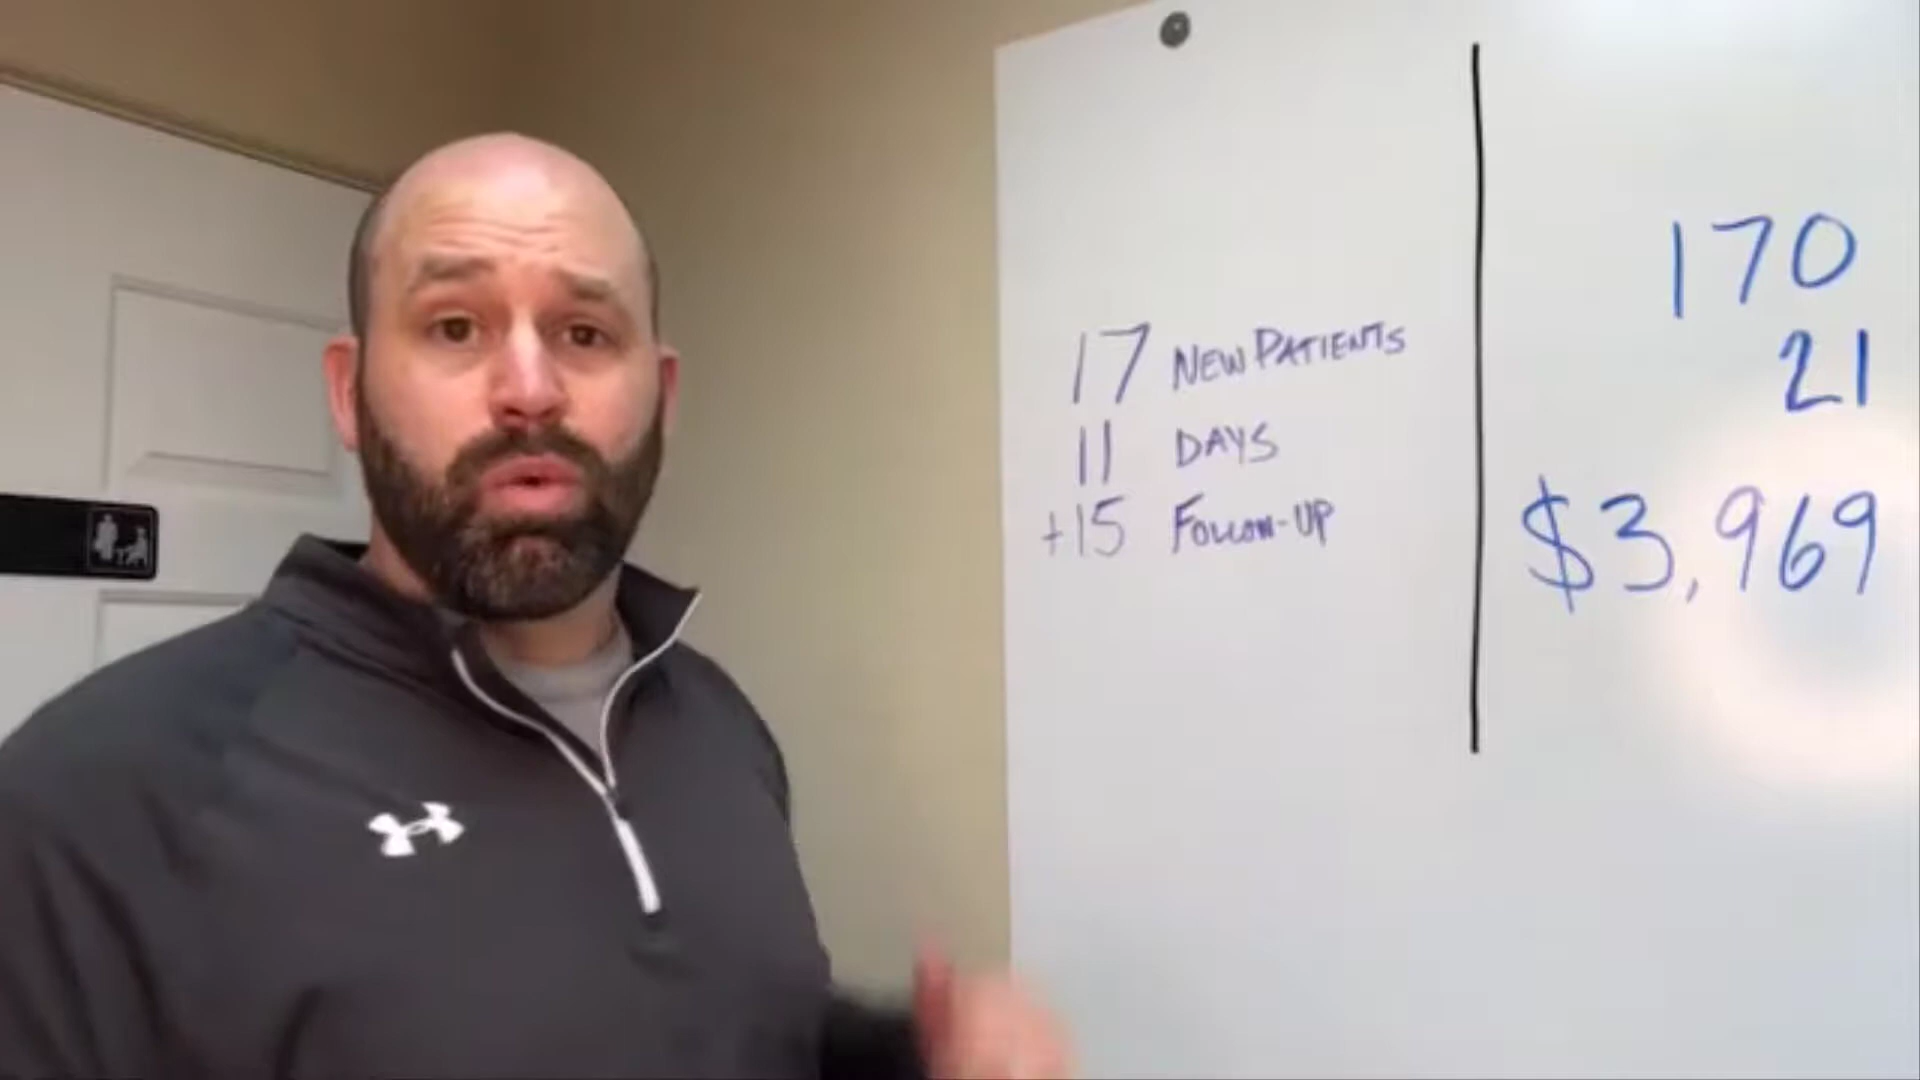 17 NEW PATIENTS
11 DAYS
+15 FOLLOW-UP
170
21
$3,969